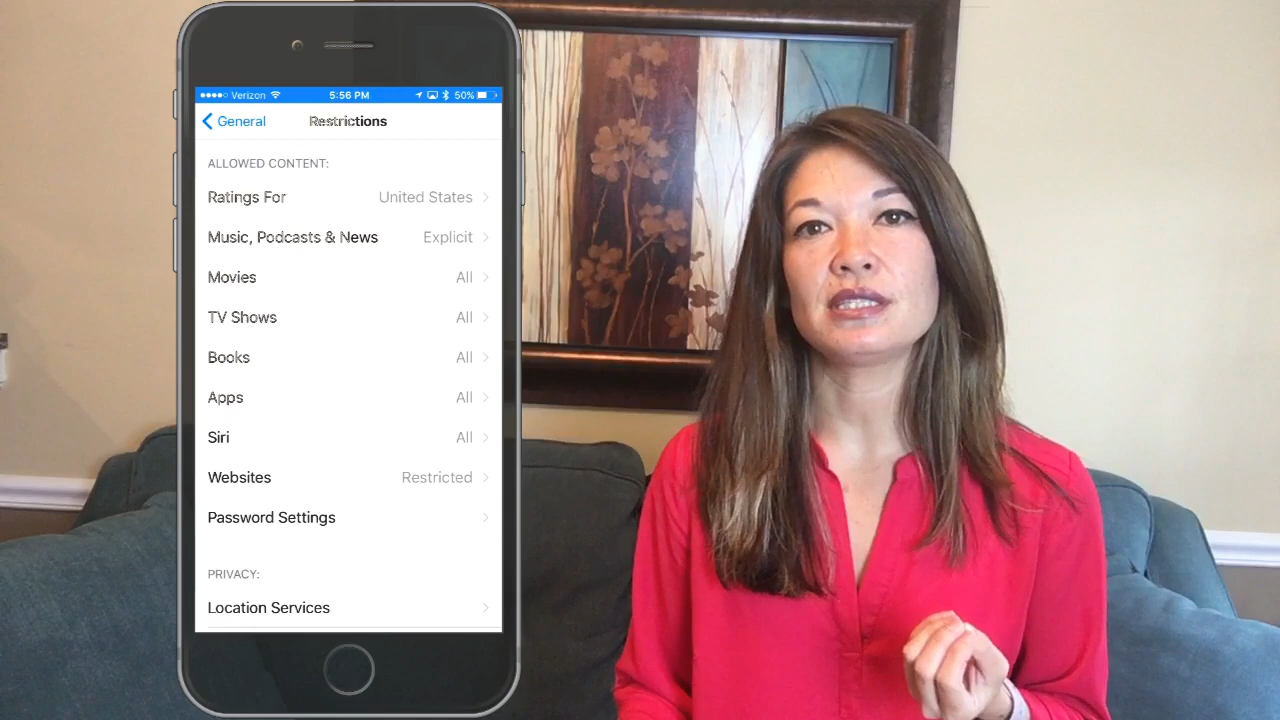 Verizon 5:56 PM 50%
General Restrictions
ALLOWED CONTENT:
Ratings For United States
Music, Podcasts & News Explicit
Movies All
TV Shows All
Books All
Apps All
Siri All
Websites Restricted
Password Settings
PRIVACY:
Location Services